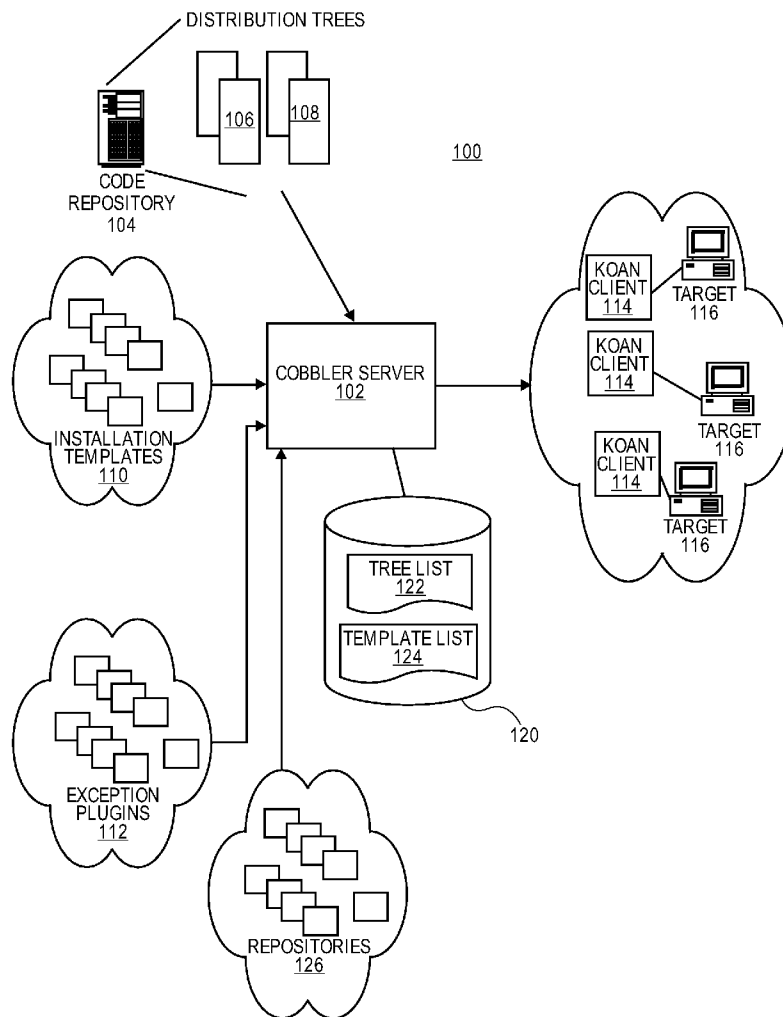 DISTRIBUTION TREES
106
108
100
CODE
REPOSITORY
104
KOAN
CLIENT
114
TARGET
116
KOAN
CLIENT
114
TARGET
116
KOAN
CLIENT
114
TARGET
116
COBBLER SERVER
102
INSTALLATION
TEMPLATES
110
TREE LIST
122
TEMPLATE LIST
124
120
EXCEPTION
PLUGINS
112
REPOSITORIES
126